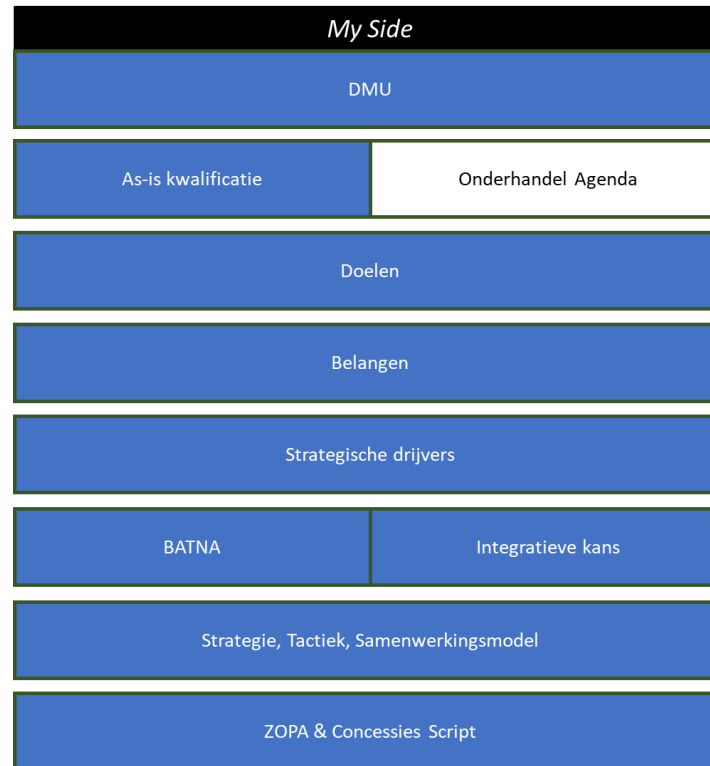 My Side
DMU
As-is kwalificatie
Onderhandel Agenda
Doelen
Belangen
Strategische drijvers
BATNA
Integratieve kans
Strategie, Tactiek, Samenwerkingsmodel
ZOPA & Concessies Script